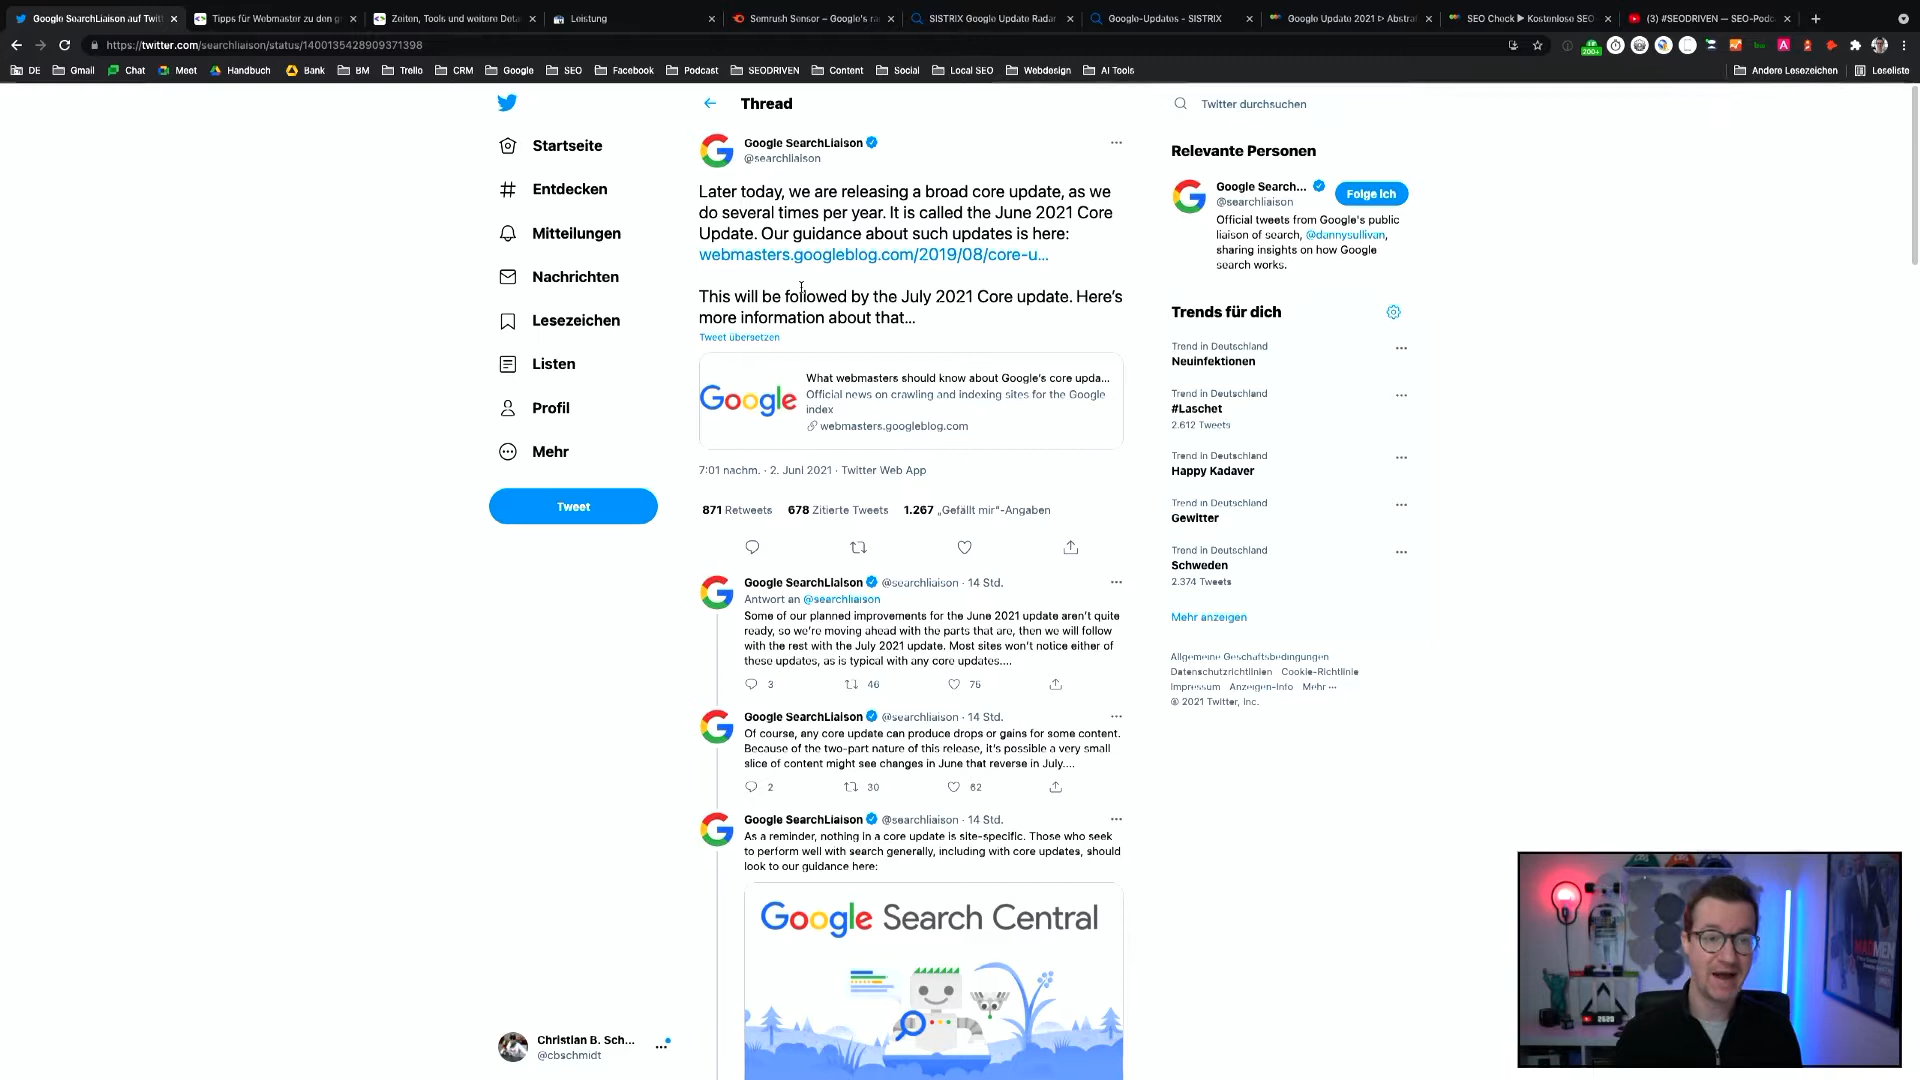 Google SearchLiaison auf Twit
Tipps für Webmaster zu den gr
Zeiten, Tools und weitere Deta
Leistung
Semrush Sensor – Google's ra
SISTRIX Google Update Radar
Google-Updates - SISTRIX
Google Update 2021 ᐅ Abstraf
SEO Check ▶ Kostenlose SEO-
(3) #SEODRIVEN — SEO-Podc
https://twitter.com/searchliaison/status/1400135428909371398
200+
DE
Gmail
Chat
Meet
Handbuch
Bank
BM
Trello
CRM
Google
SEO
Facebook
Podcast
SEODRIVEN
Content
Social
Local SEO
Webdesign
AI Tools
Andere Lesezeichen
Leseliste
Startseite
Entdecken
Mitteilungen
Nachrichten
Lesezeichen
Listen
Profil
Mehr
Tweet
Christian B. Sch...
@cbschmidt
Thread
Google SearchLiaison
@searchliaison
Later today, we are releasing a broad core update, as we
do several times per year. It is called the June 2021 Core
Update. Our guidance about such updates is here:
webmasters.googleblog.com/2019/08/core-u...
This will be followed by the July 2021 Core update. Here's
more information about that...
Tweet übersetzen
Google
What webmasters should know about Google's core upda...
Official news on crawling and indexing sites for the Google
index
webmasters.googleblog.com
7:01 nachm. · 2. Juni 2021 · Twitter Web App
871 Retweets 678 Zitierte Tweets 1.267 „Gefällt mir“-Angaben
Google SearchLiaison @searchliaison · 14 Std.
Antwort an @searchliaison
Some of our planned improvements for the June 2021 update aren't quite
ready, so we're moving ahead with the parts that are, then we will follow
with the rest with the July 2021 update. Most sites won't notice either of
these updates, as is typical with any core updates....
3 46 76
Google SearchLiaison @searchliaison · 14 Std.
Of course, any core update can produce drops or gains for some content.
Because of the two-part nature of this release, it's possible a very small
slice of content might see changes in June that reverse in July....
2 30 62
Google SearchLiaison @searchliaison · 14 Std.
As a reminder, nothing in a core update is site-specific. Those who seek
to perform well with search generally, including with core updates, should
look to our guidance here:
Google Search Central
Twitter durchsuchen
Relevante Personen
Google Search...
@searchliaison
Folge ich
Official tweets from Google's public
liaison of search, @dannysullivan,
sharing insights on how Google
search works.
Trends für dich
Trend in Deutschland
Neuinfektionen
Trend in Deutschland
#Laschet
2.612 Tweets
Trend in Deutschland
Happy Kadaver
Trend in Deutschland
Gewitter
Trend in Deutschland
Schweden
2.374 Tweets
Mehr anzeigen
Allgemeine Geschäftsbedingungen
Datenschutzrichtlinien Cookie-Richtlinie
Impressum Anzeigen-Info Mehr ···
© 2021 Twitter, Inc.
MAD
MEN